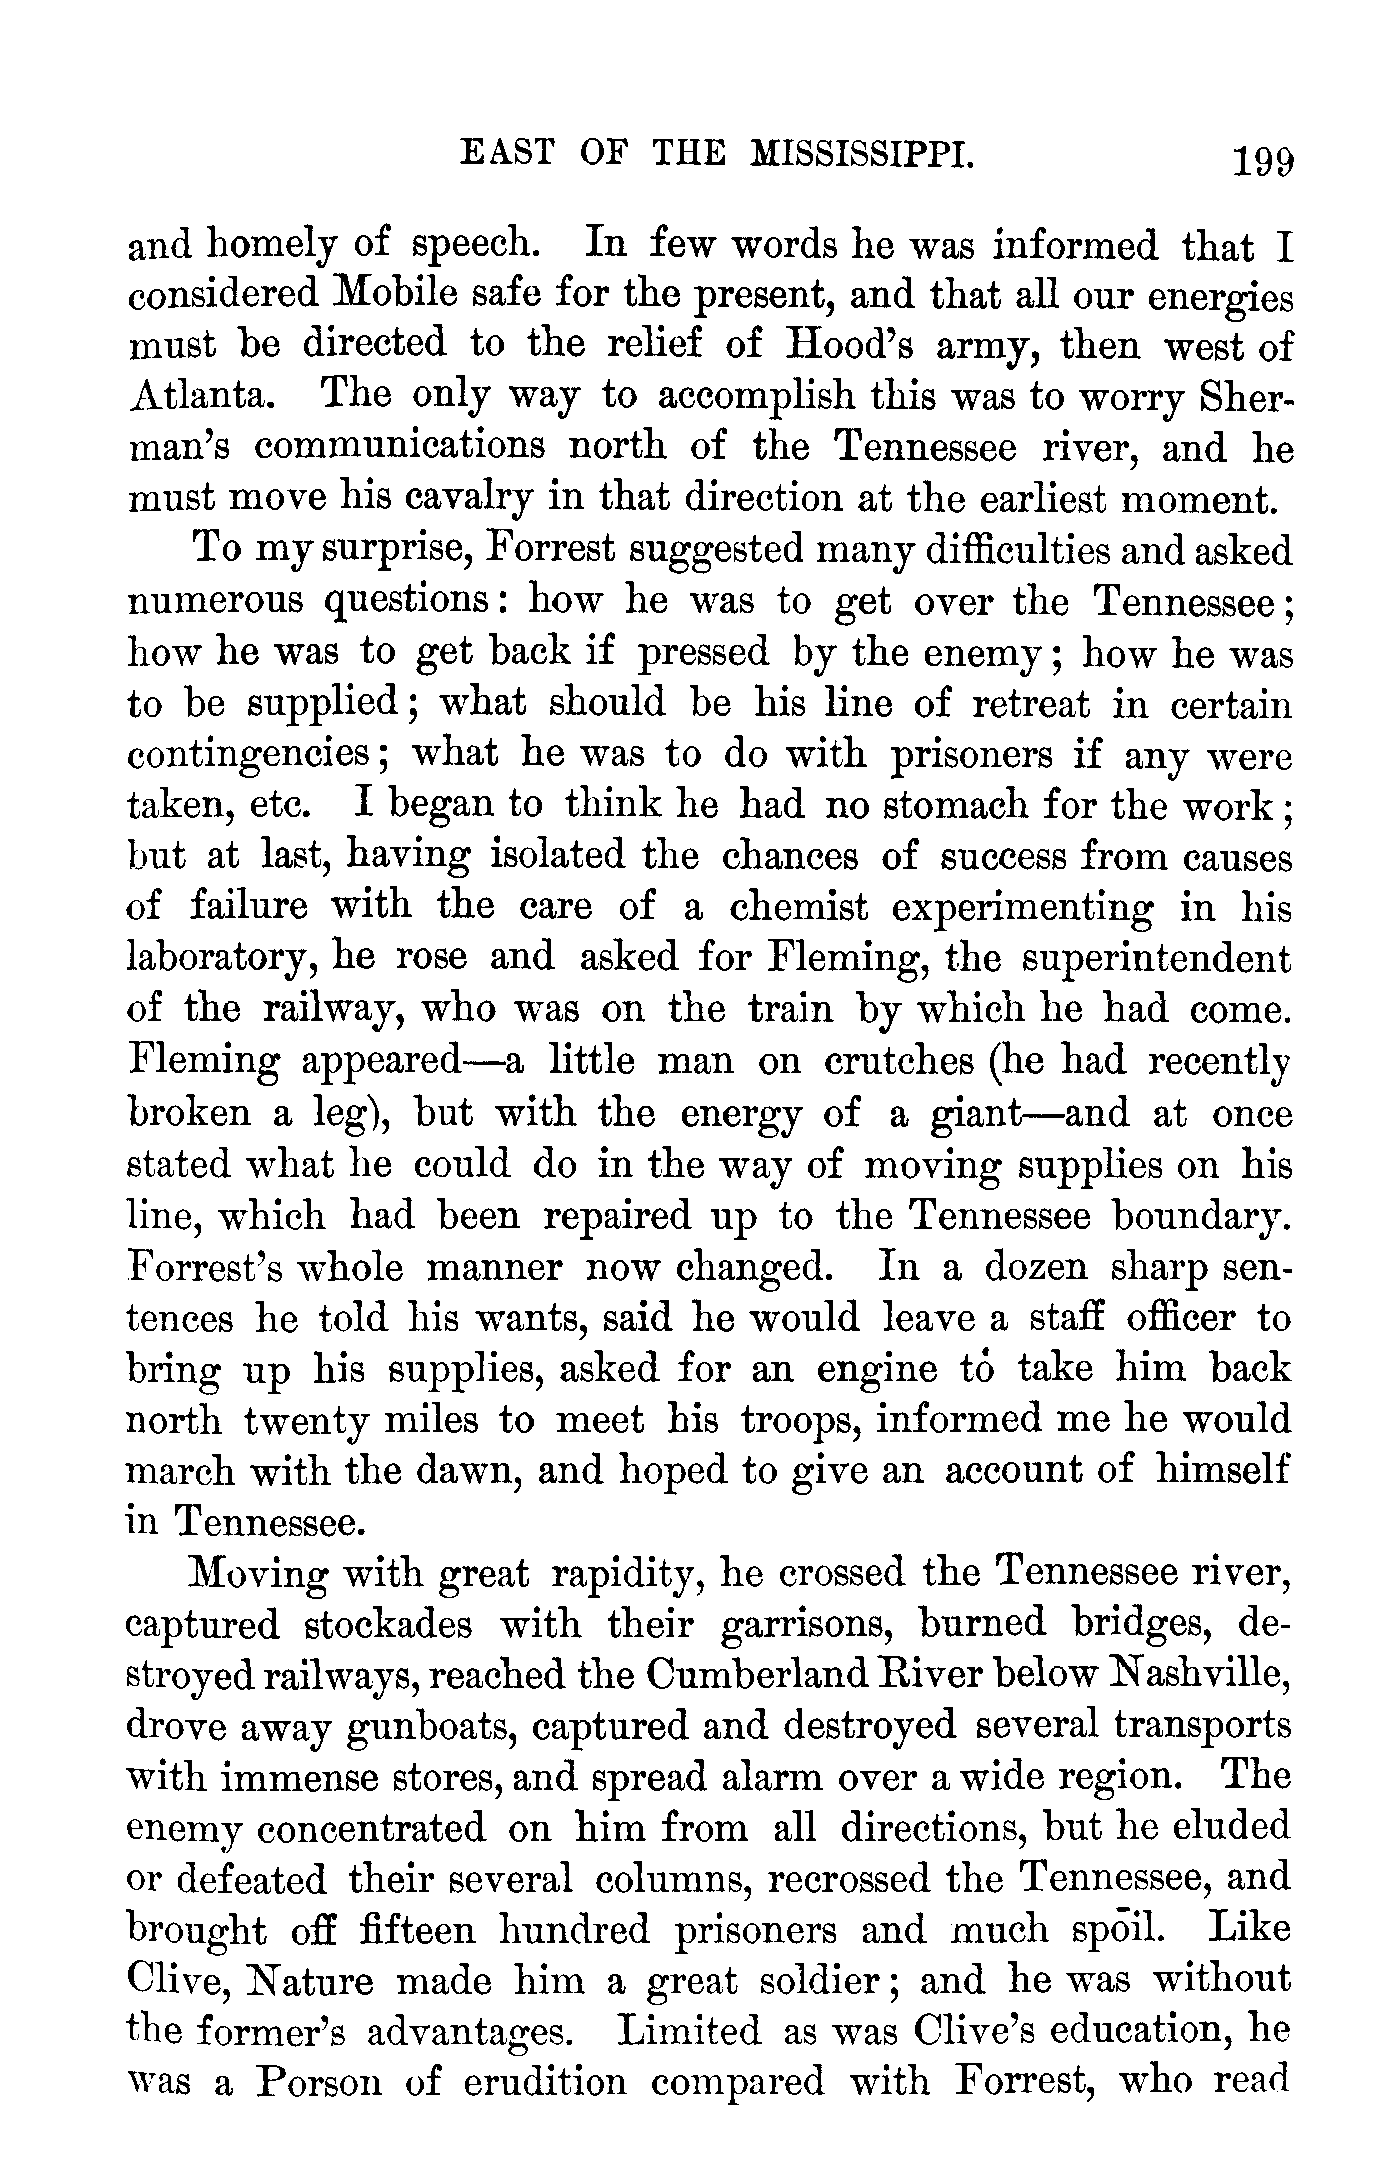 EAST OF THE MISSISSIPPI. 199
and homely of speech. In few words he was informed that I
considered Mobile safe for the present, and that all our energies
must be directed to the relief of Hood's army, then west of
Atlanta. The only way to accomplish this was to worry Sher-
man's communications north of the Tennessee river, and he
must move his cavalry in that direction at the earliest moment.
To my surprise, Forrest suggested many difficulties and asked
numerous questions: how he was to get over the Tennessee;
how he was to get back if pressed by the enemy; how he was
to be supplied; what should be his line of retreat in certain
contingencies; what he was to do with prisoners if any were
taken, etc. I began to think he had no stomach for the work;
but at last, having isolated the chances of success from causes
of failure with the care of a chemist experimenting in his
laboratory, he rose and asked for Fleming, the superintendent
of the railway, who was on the train by which he had come.
Fleming appeared—a little man on crutches (he had recently
broken a leg), but with the energy of a giant—and at once
stated what he could do in the way of moving supplies on his
line, which had been repaired up to the Tennessee boundary.
Forrest's whole manner now changed. In a dozen sharp sen-
tences he told his wants, said he would leave a staff officer to
bring up his supplies, asked for an engine to take him back
north twenty miles to meet his troops, informed me he would
march with the dawn, and hoped to give an account of himself
in Tennessee.
Moving with great rapidity, he crossed the Tennessee river,
captured stockades with their garrisons, burned bridges, de-
stroyed railways, reached the Cumberland River below Nashville,
drove away gunboats, captured and destroyed several transports
with immense stores, and spread alarm over a wide region. The
enemy concentrated on him from all directions, but he eluded
or defeated their several columns, recrossed the Tennessee, and
brought off fifteen hundred prisoners and much spoil. Like
Clive, Nature made him a great soldier; and he was without
the former's advantages. Limited as was Clive's education, he
was a Porson of erudition compared with Forrest, who read